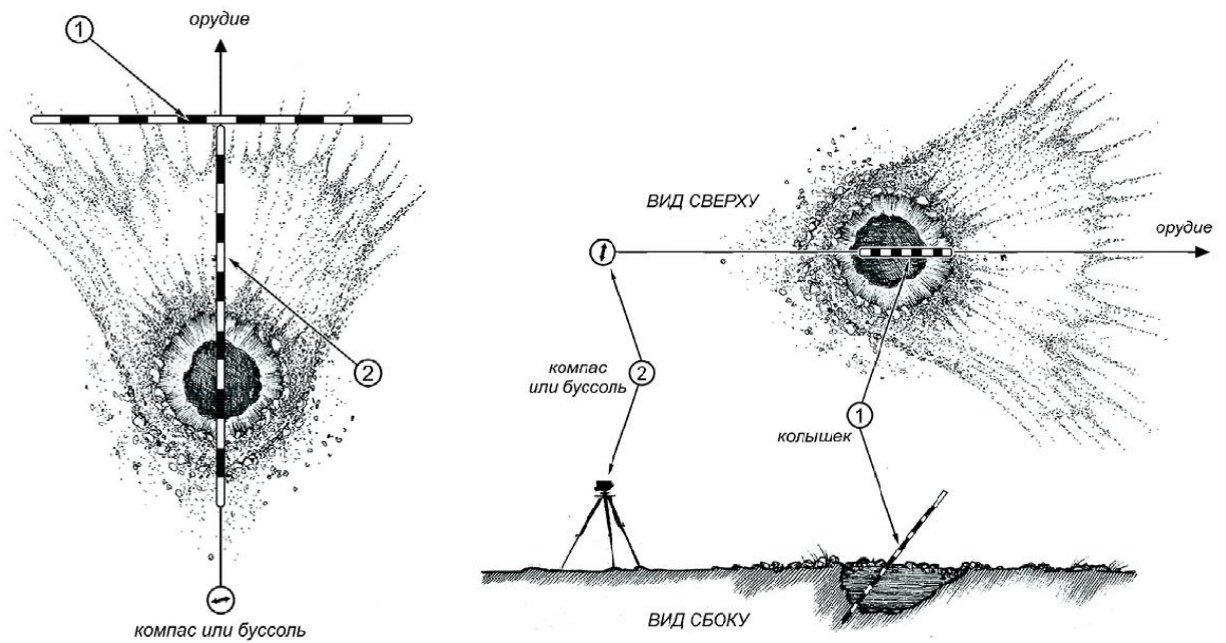 орудие
1
2
компас или буссоль
ВИД СВЕРХУ
орудие
компас
или буссоль
2
1
колышек
ВИД СБОКУ